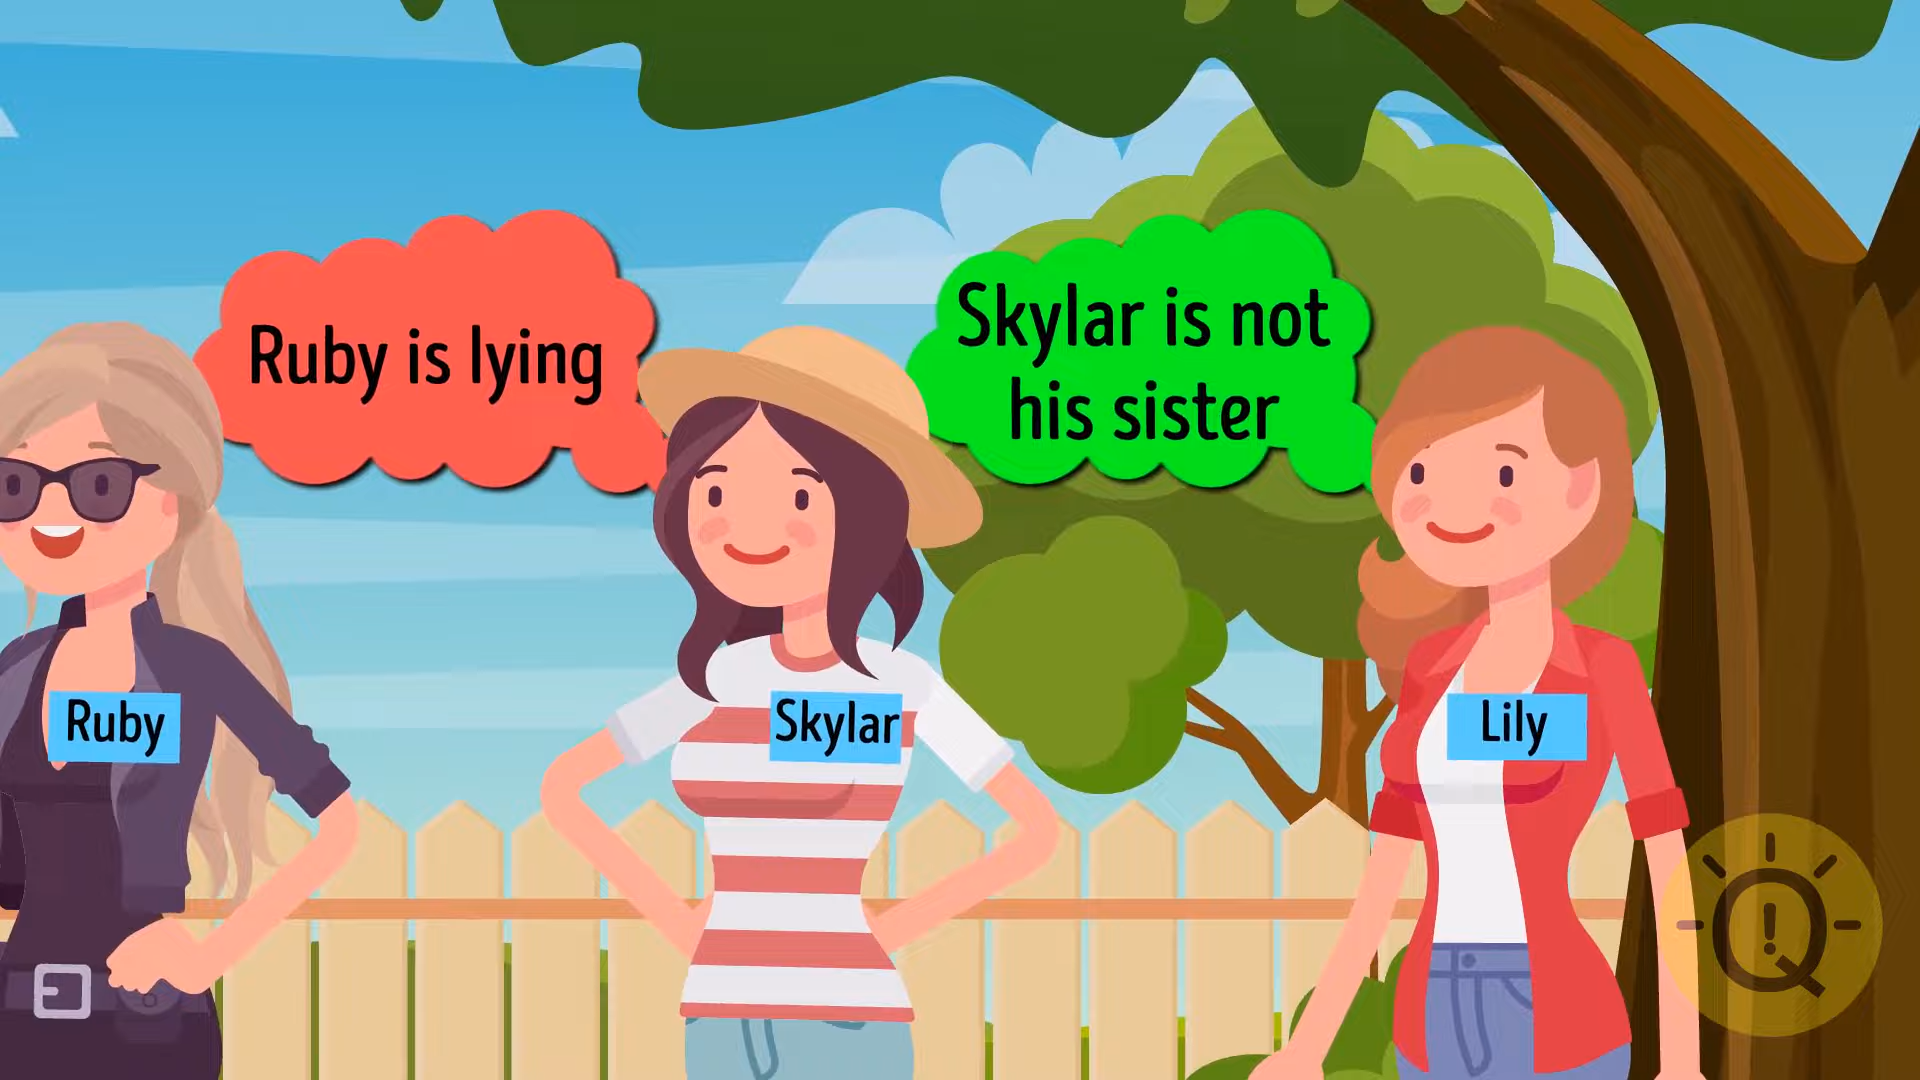 Ruby is lying
Skylar is not
his sister
Ruby
Skylar
Lily